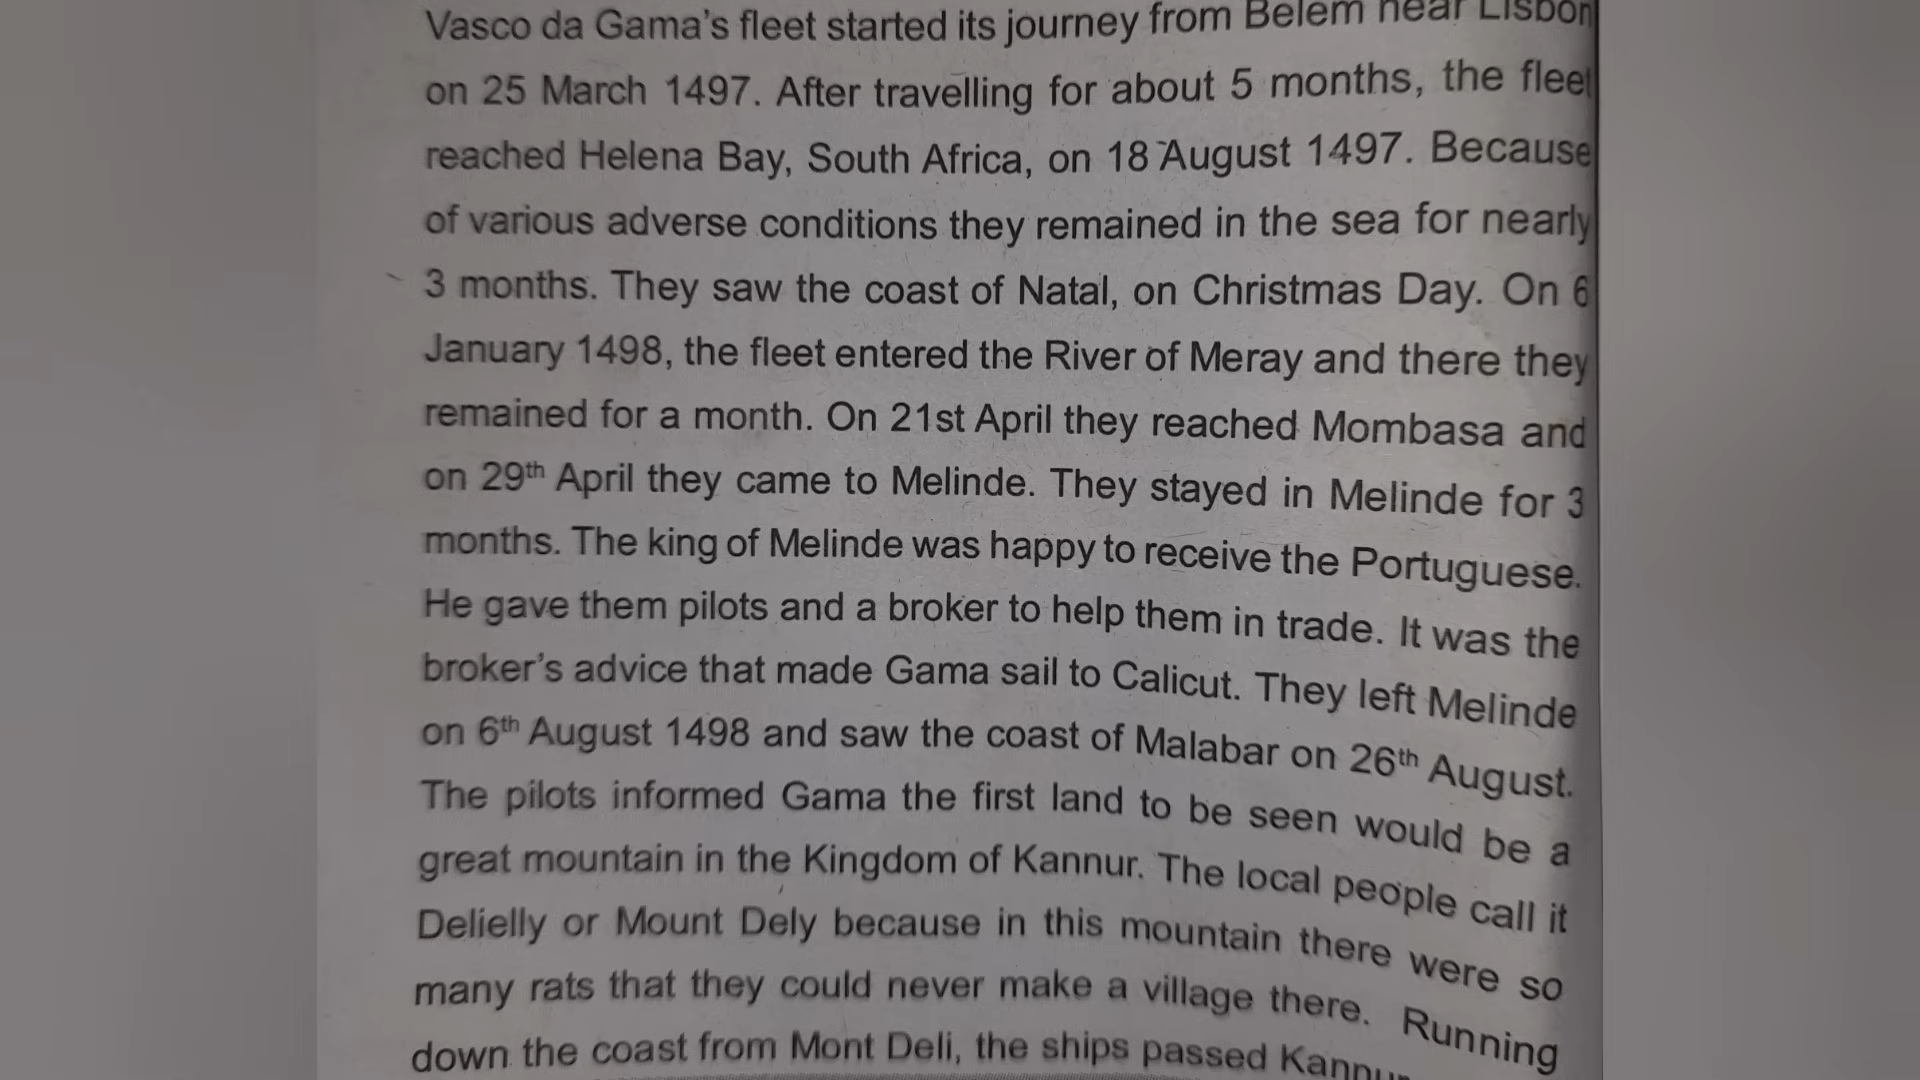 Vasco da Gama's fleet started its journey from Belem near Lisbon
on 25 March 1497. After travelling for about 5 months, the fleet
reached Helena Bay, South Africa, on 18 August 1497. Because
of various adverse conditions they remained in the sea for nearly
3 months. They saw the coast of Natal, on Christmas Day. On 6
January 1498, the fleet entered the River of Meray and there they
remained for a month. On 21st April they reached Mombasa and
on 29th April they came to Melinde. They stayed in Melinde for 3
months. The king of Melinde was happy to receive the Portuguese.
He gave them pilots and a broker to help them in trade. It was the
broker's advice that made Gama sail to Calicut. They left Melinde
on 6th August 1498 and saw the coast of Malabar on 26th August.
The pilots informed Gama the first land to be seen would be a
great mountain in the Kingdom of Kannur. The local people call it
Delielly or Mount Dely because in this mountain there were so
many rats that they could never make a village there. Running
down the coast from Mont Deli, the ships passed Kannur